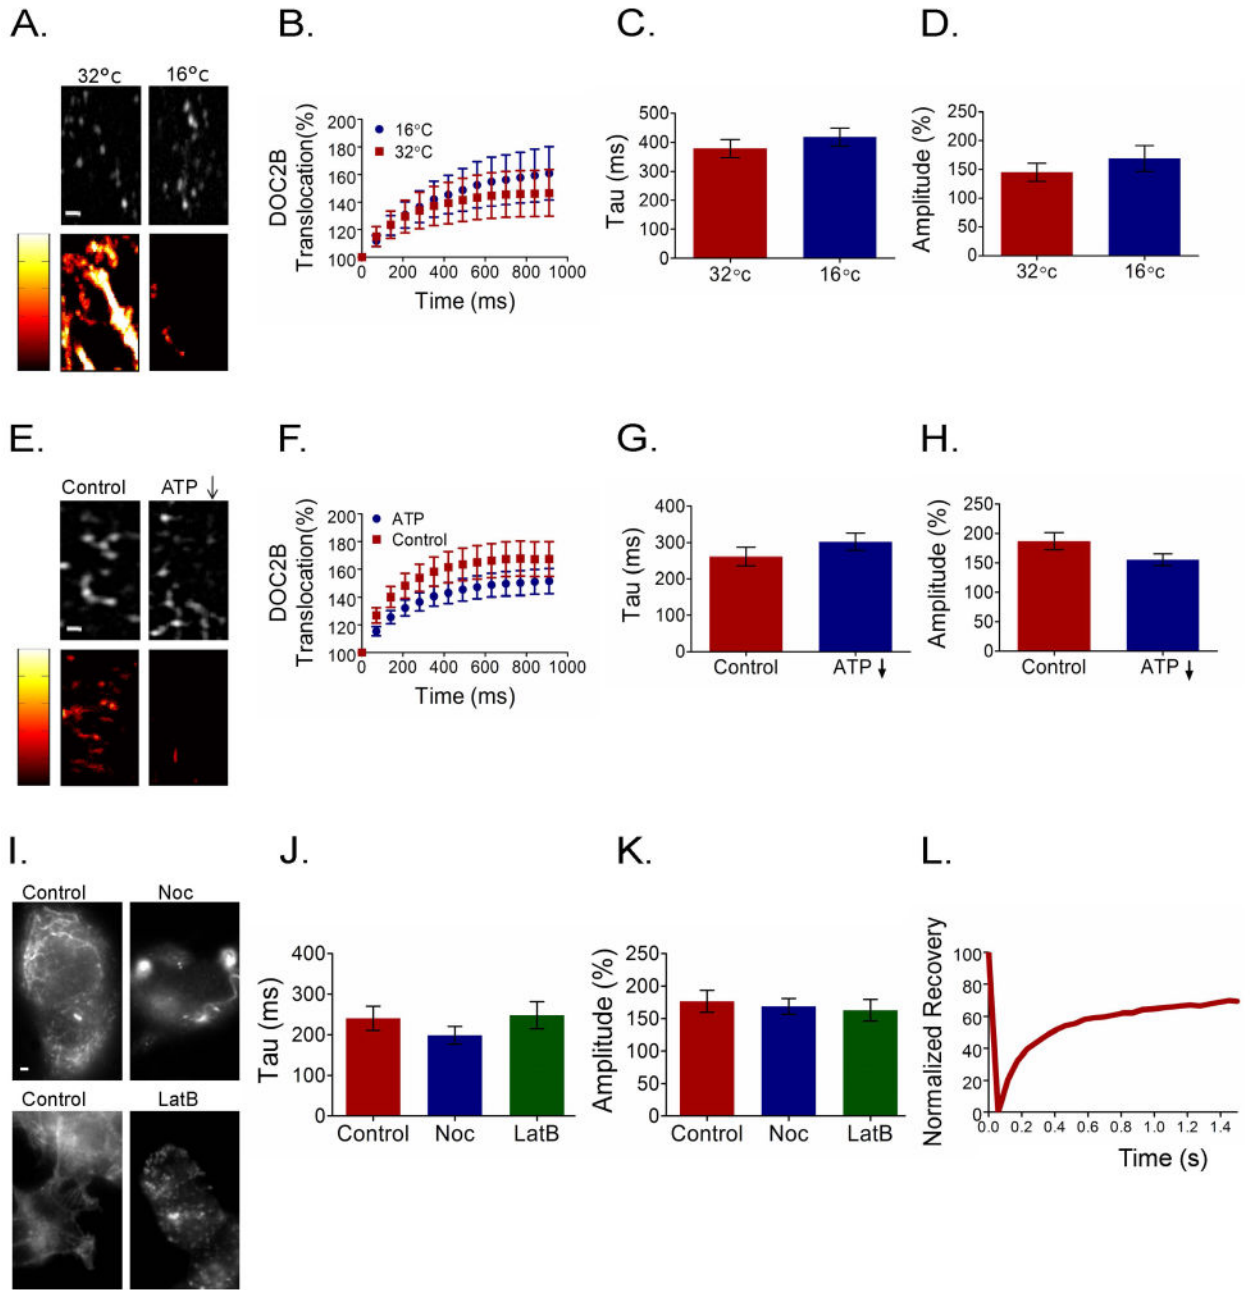 A.
32°c 16°c
B.
DOC2B
Translocation(%)
200
180
160
140
120
100
16°C
32°C
0 200 400 600 800 1000
Time (ms)
C.
Tau (ms)
500
400
300
200
100
0
32°c 16°c
D.
Amplitude (%)
250
200
150
100
50
0
32°c 16°c
E.
Control ATP ↓
F.
DOC2B
Translocation(%)
200
180
160
140
120
100
ATP
Control
0 200 400 600 800 1000
Time (ms)
G.
Tau (ms)
400
300
200
100
0
Control ATP ↓
H.
Amplitude (%)
250
200
150
100
50
0
Control ATP ↓
I.
Control Noc
Control LatB
J.
Tau (ms)
400
300
200
100
0
Control Noc LatB
K.
Amplitude (%)
250
200
150
100
50
0
Control Noc LatB
L.
Normalized Recovery
100
80
60
40
20
0
0.0 0.2 0.4 0.6 0.8 1.0 1.2 1.4
Time (s)